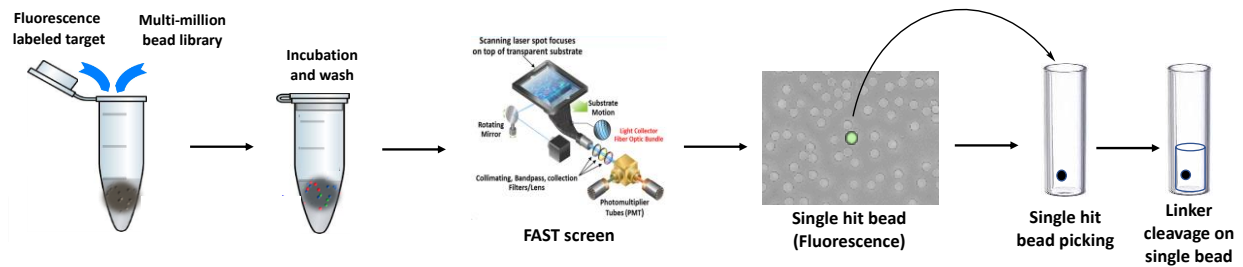 Fluorescence
labeled target
Multi-million
bead library
Incubation
and wash
Scanning laser spot focuses
on top of transparent substrate
Substrate
Motion
Rotating
Mirror
Light Collector
Fiber Optic Bundle
Collimating, Bandpass, collection
Filters/Lens
Photomultiplier
Tubes (PMT)
FAST screen
Single hit bead
(Fluorescence)
Single hit
bead picking
Linker
cleavage on
single bead